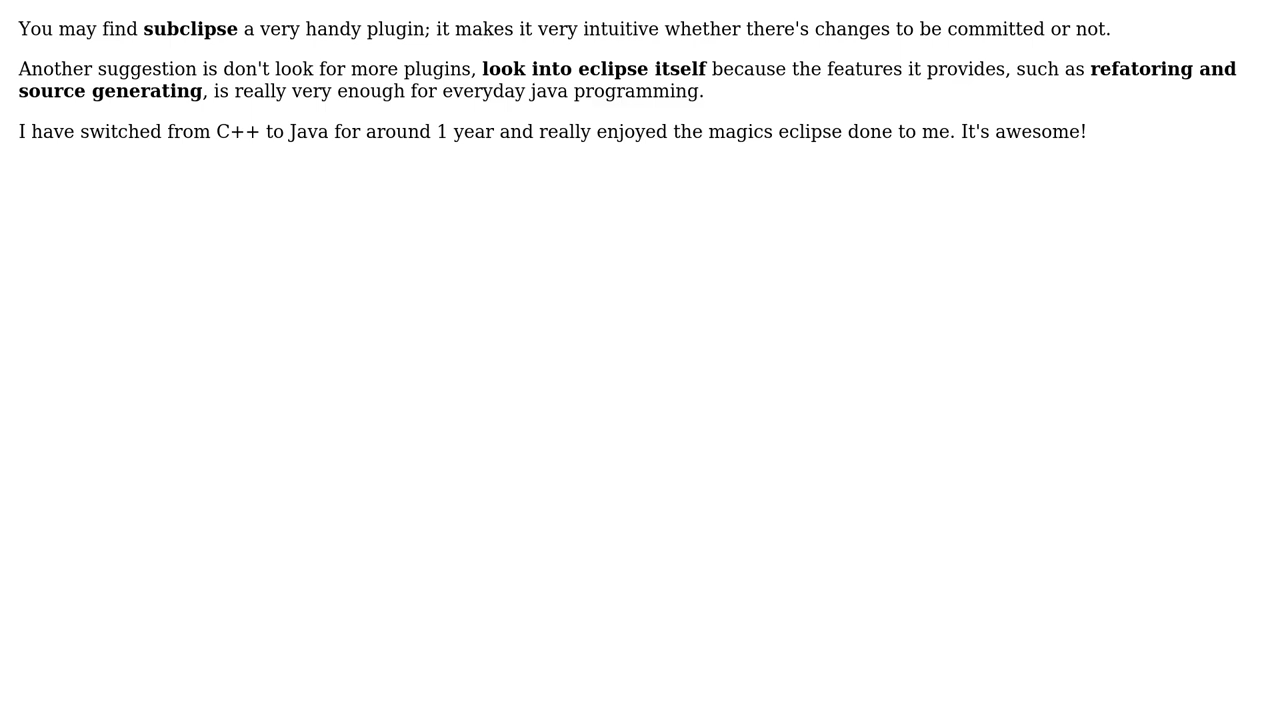 You may find subclipse a very handy plugin; it makes it very intuitive whether there's changes to be committed or not.
Another suggestion is don't look for more plugins, look into eclipse itself because the features it provides, such as refatoring and
source generating, is really very enough for everyday java programming.
I have switched from C++ to Java for around 1 year and really enjoyed the magics eclipse done to me. It's awesome!